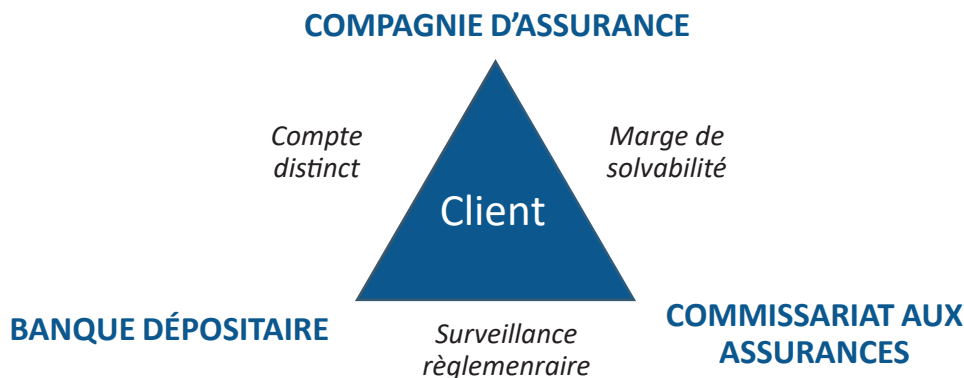 COMPAGNIE D’ASSURANCE
Compte
distinct
Marge de
solvabilité
Client
BANQUE DÉPOSITAIRE
Surveillance
règlemenraire
COMMISSARIAT AUX
ASSURANCES